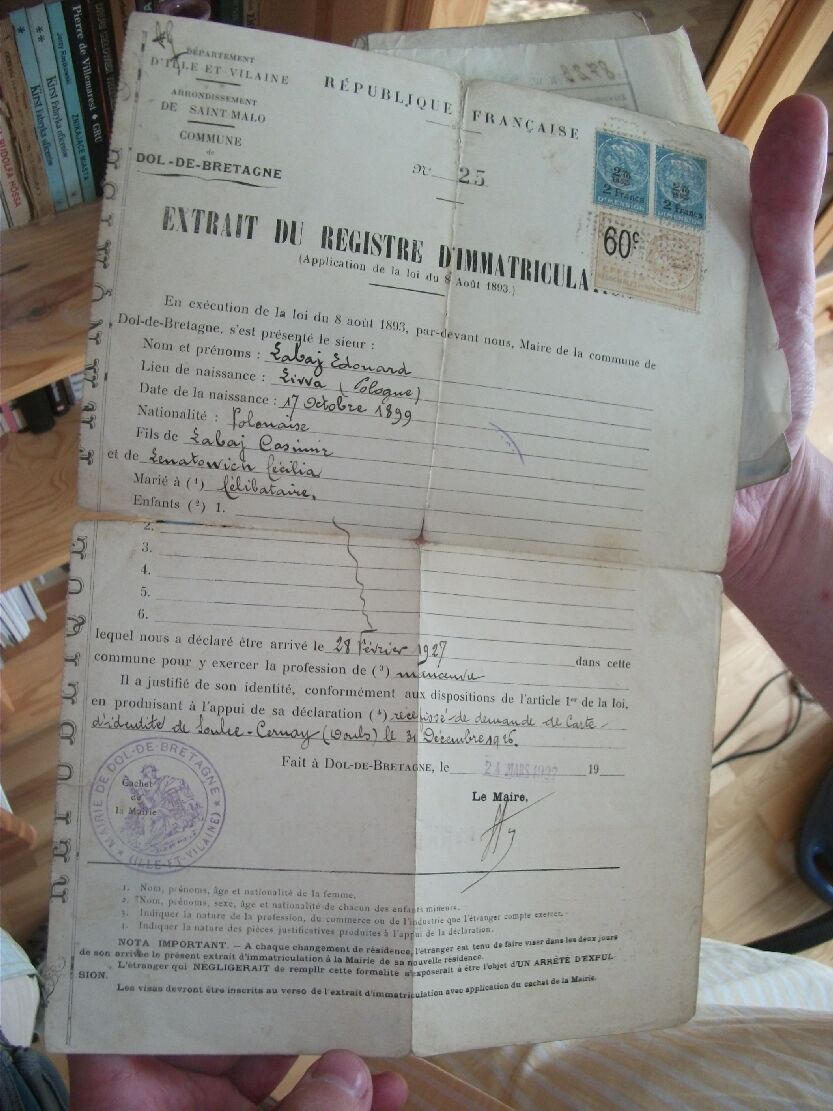 DÉPARTEMENT
D'ILLE-ET-VILAINE
ARRONDISSEMENT
DE SAINT-MALO
COMMUNE
de
DOL-DE-BRETAGNE
RÉPUBLIQUE FRANÇAISE
N° 25
2 Francs
DIMENSION
2 Francs
DIMENSION
60c
EXTRAIT DU REGISTRE D'IMMATRICULATION
(Application de la loi du 8 Août 1893.)
En exécution de la loi du 8 août 1893, par-devant nous, Maire de la commune de
Dol-de-Bretagne, s'est présenté le sieur :
Nom et prénoms : Labaj Edouard
Lieu de naissance : (Pologne)
Date de la naissance : 17 Octobre 1899
Nationalité : Polonaise
Fils de Labaj Casimir
et de Lenatowich Cécilia
Marié à (1) Célibataire.
Enfants (2) 1.
2.
3.
4.
5.
6.
lequel nous a déclaré être arrivé le 28 Février 1927 dans cette
commune pour y exercer la profession de (3) manœuvre
Il a justifié de son identité, conformément aux dispositions de l'article 1er de la loi,
en produisant à l'appui de sa déclaration (4) récépissé de demande de Carte
d'identité de Soulce-Cernay (Doubs) le 31 Décembre 1926.
Fait à DOL-DE-BRETAGNE, le 24 MARS 1927 19
Cachet
de
la Mairie
MAIRIE DE DOL-DE-BRETAGNE
(ILLE-ET-VILAINE)
Le Maire,
1. Nom, prénoms, âge et nationalité de la femme.
2. Nom, prénoms, sexe, âge et nationalité de chacun des enfants mineurs.
3. Indiquer la nature de la profession, du commerce ou de l'industrie que l'étranger compte exercer.
4. Indiquer la nature des pièces justificatives produites à l'appui de la déclaration.
NOTA IMPORTANT. — A chaque changement de résidence, l'étranger est tenu de faire viser dans les deux jours
de son arrivée le présent extrait d'immatriculation à la Mairie de sa nouvelle résidence.
L'étranger qui NÉGLIGERAIT de remplir cette formalité s'exposerait à être l'objet d'UN ARRÊTÉ D'EXPUL
SION.
Les visas devront être inscrits au verso de l'extrait d'immatriculation avec application du cachet de la Mairie.
Pierre de Villemarest GRU
Kirst Fabryka oficerów
Kirst Fabryka oficerów